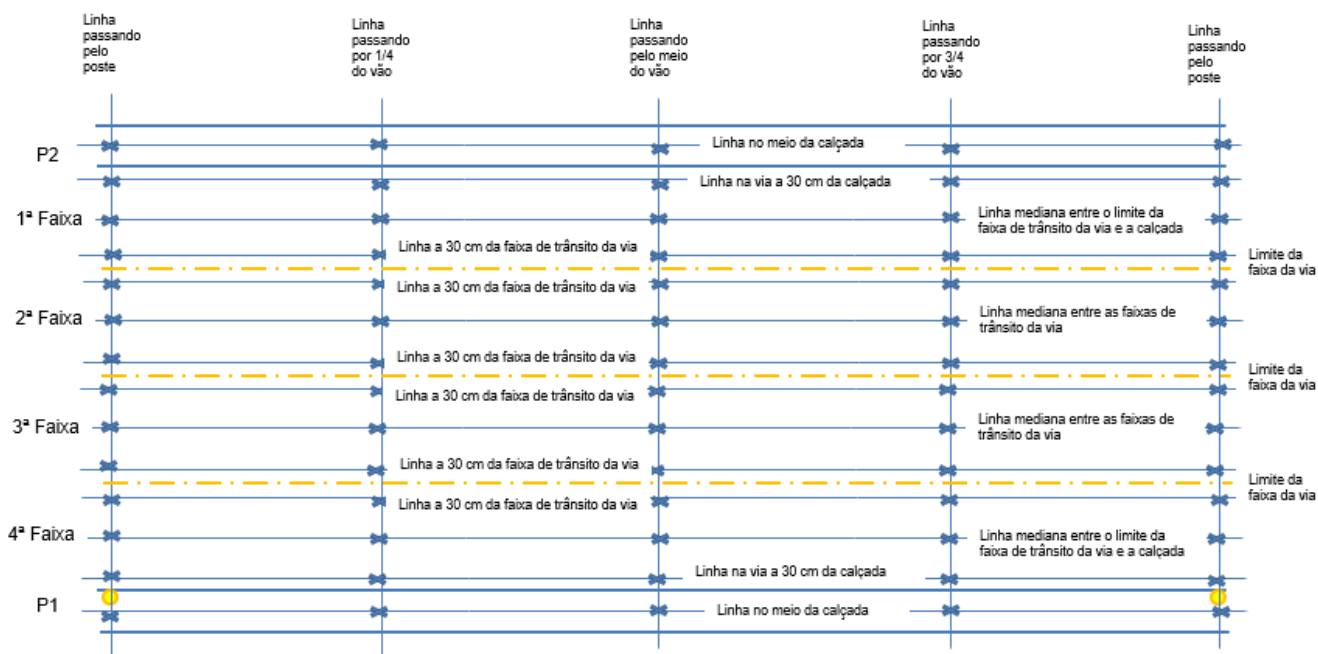 Linha
passando
pelo
poste
Linha
passando
por 1/4
do vão
Linha
passando
pelo meio
do vão
Linha
passando
por 3/4
do vão
Linha
passando
pelo
poste
P2
Linha no meio da calçada
Linha na via a 30 cm da calçada
1ª Faixa
Linha mediana entre o limite da
faixa de trânsito da via e a calçada
Linha a 30 cm da faixa de trânsito da via
Limite da
faixa da via
Linha a 30 cm da faixa de trânsito da via
2ª Faixa
Linha mediana entre as faixas de
trânsito da via
Linha a 30 cm da faixa de trânsito da via
Limite da
faixa da via
Linha a 30 cm da faixa de trânsito da via
3ª Faixa
Linha mediana entre as faixas de
trânsito da via
Linha a 30 cm da faixa de trânsito da via
Limite da
faixa da via
Linha a 30 cm da faixa de trânsito da via
4ª Faixa
Linha mediana entre o limite da
faixa de trânsito da via e a calçada
Linha na via a 30 cm da calçada
P1
Linha no meio da calçada